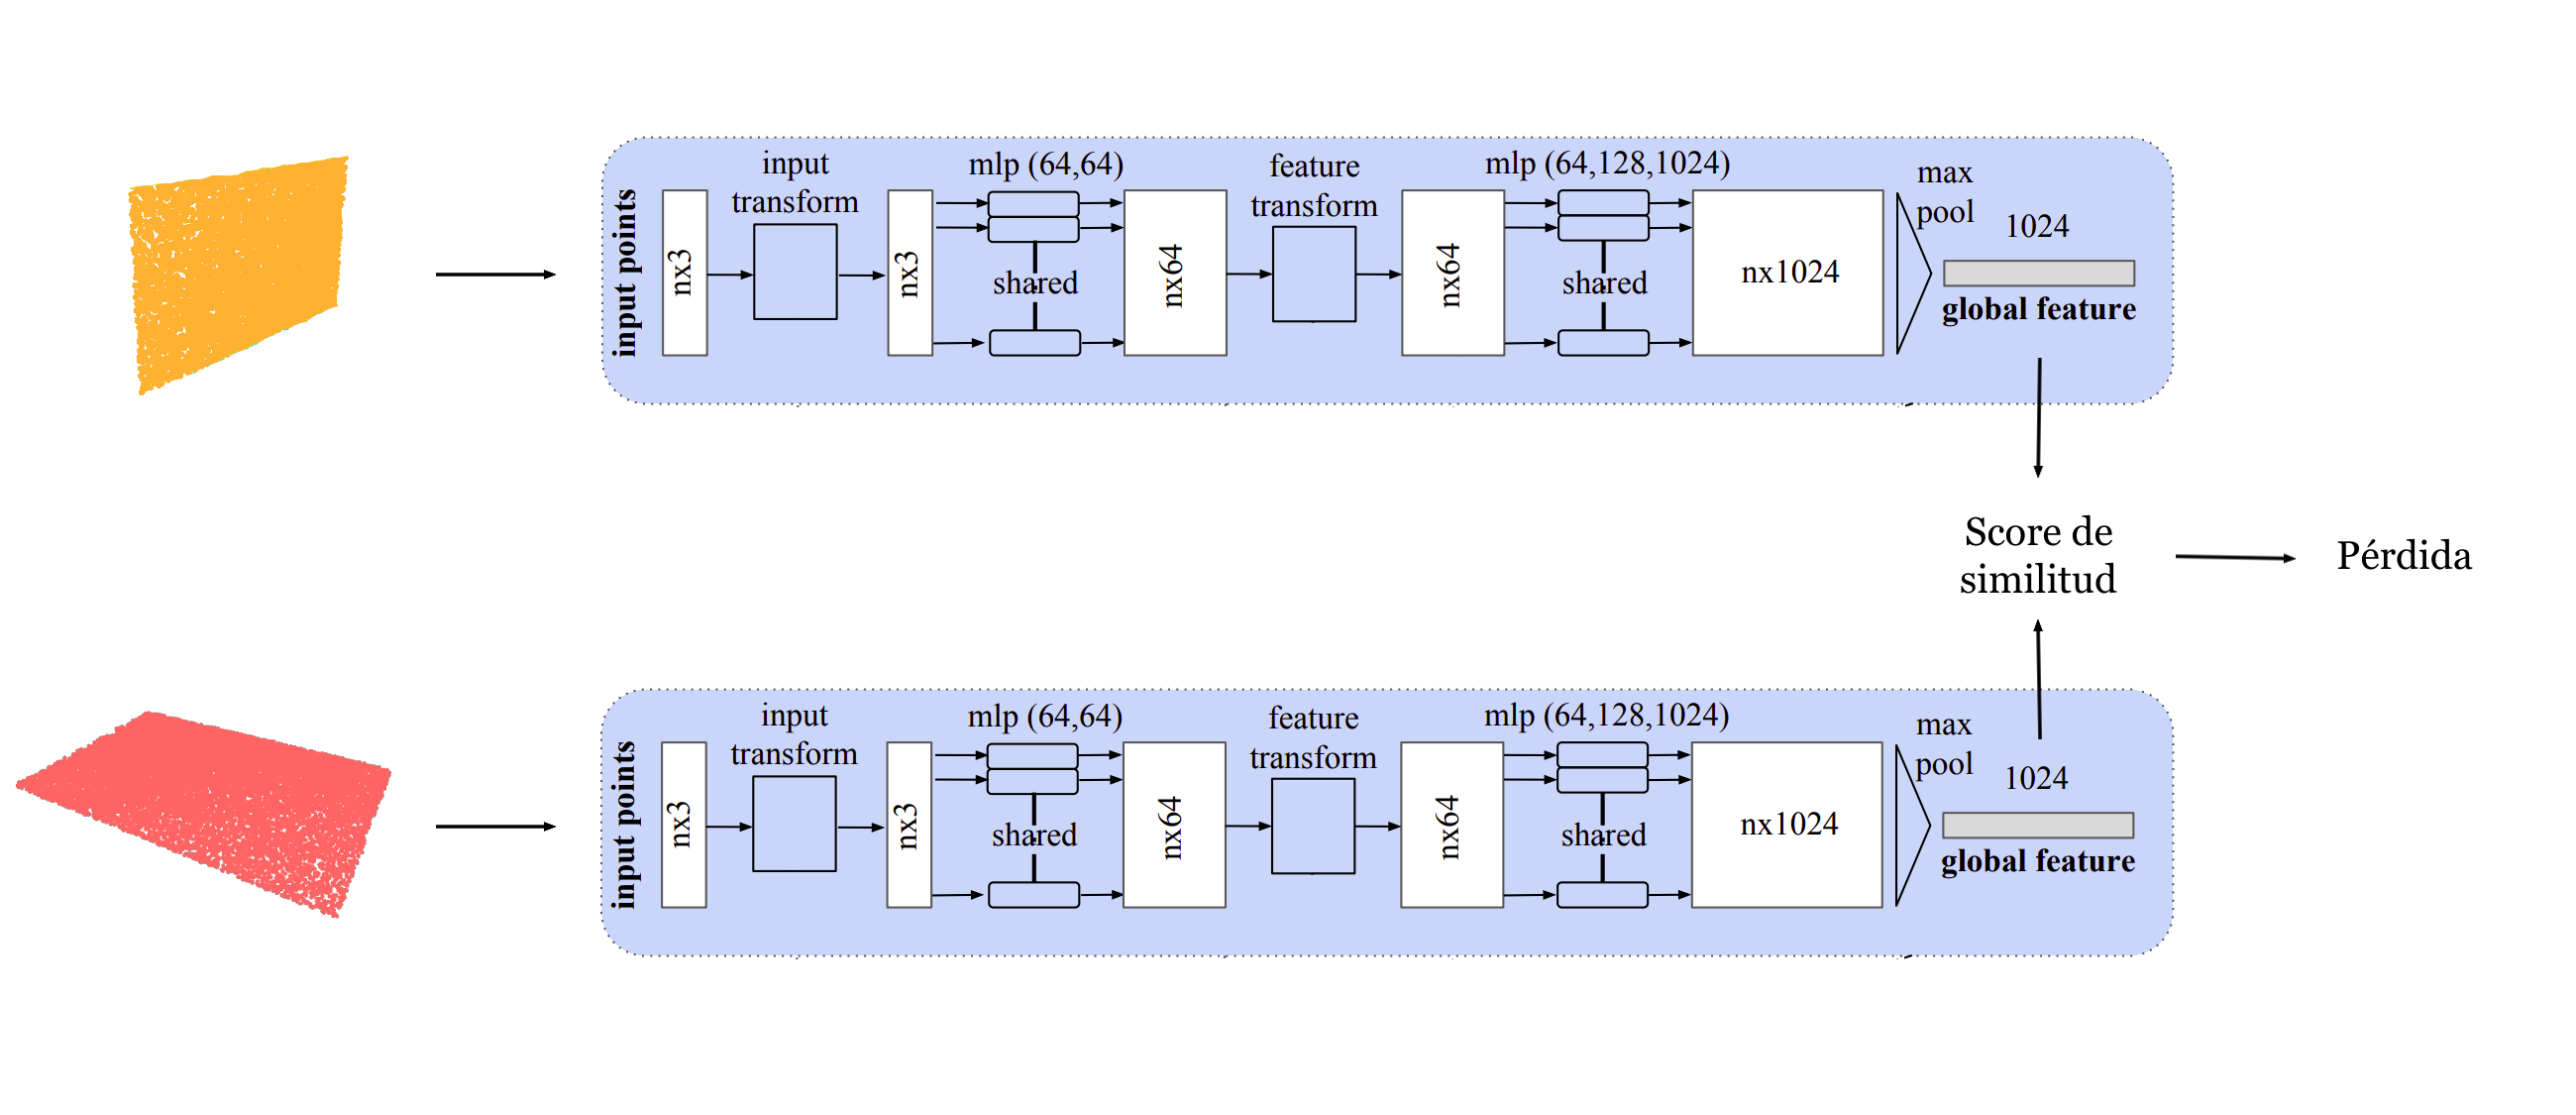 input points
nx3
input
transform
nx3
mlp (64,64)
shared
nx64
feature
transform
nx64
mlp (64,128,1024)
shared
nx1024
max
pool
1024
global feature
Score de
similitud
Pérdida
input points
nx3
input
transform
nx3
mlp (64,64)
shared
nx64
feature
transform
nx64
mlp (64,128,1024)
shared
nx1024
max
pool
1024
global feature